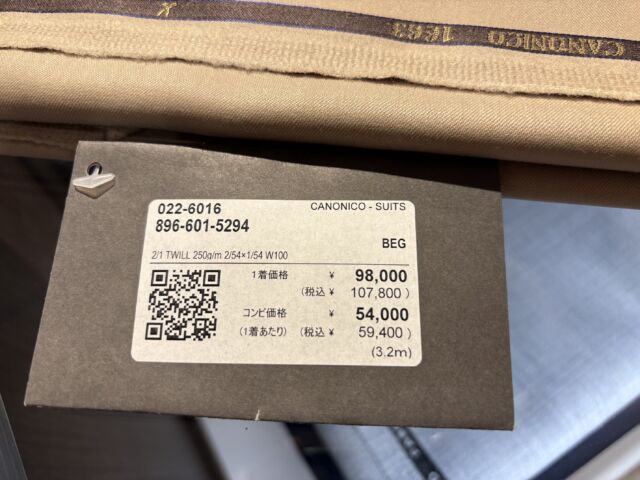 CANONICO 1663
022-6016 CANONICO - SUITS
896-601-5294
BEG
2/1 TWILL 250g/m 2/54×1/54 W100
1着価格 ¥ 98,000
(税込 ¥ 107,800 )
コンビ価格 ¥ 54,000
(1着あたり) (税込 ¥ 59,400 )
(3.2m)